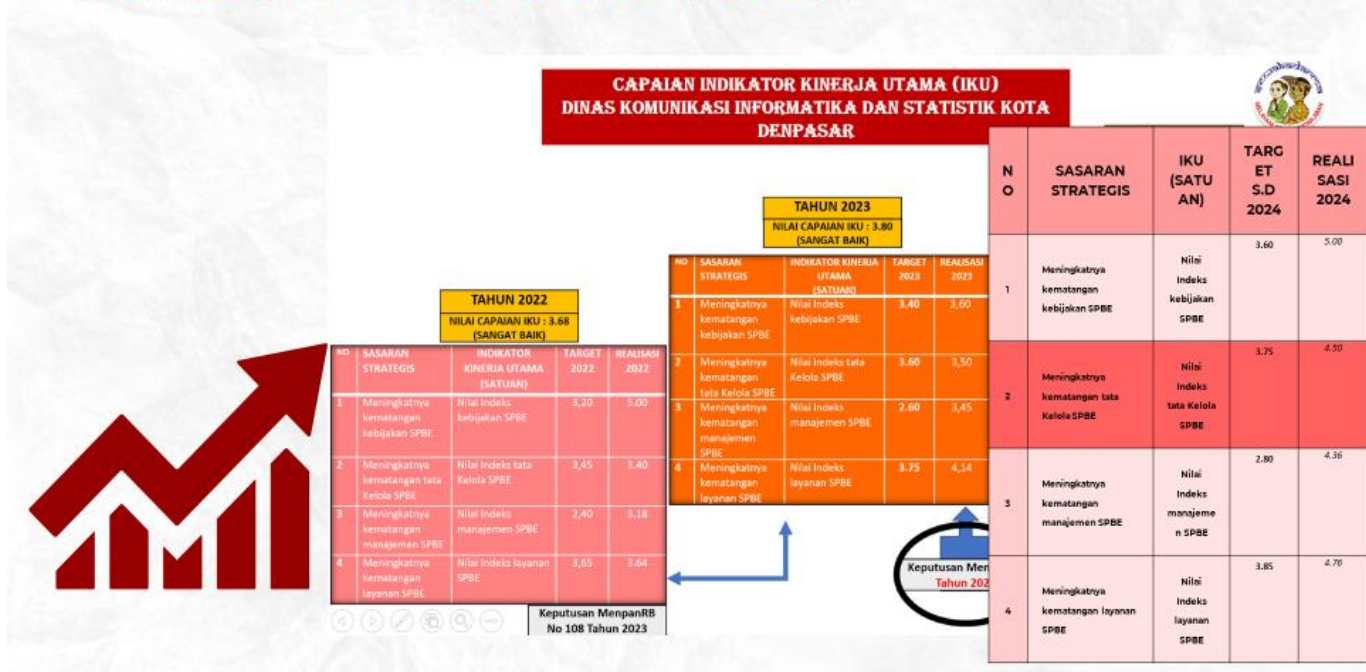 CAPAIAN INDIKATOR KINERJA UTAMA (IKU)
DINAS KOMUNIKASI INFORMATIKA DAN STATISTIK KOTA
DENPASAR
TAHUN 2022
NILAI CAPAIAN IKU : 3.68
(SANGAT BAIK)
NO SASARAN STRATEGIS INDIKATOR KINERJA UTAMA (SATUAN) TARGET 2022 REALISASI 2022
1 Meningkatnya kematangan kebijakan SPBE Nilai Indeks kebijakan SPBE 3,20 5.00
2 Meningkatnya kematangan tata Kelola SPBE Nilai Indeks tata Kelola SPBE 3,45 3.40
3 Meningkatnya kematangan manajemen SPBE Nilai Indeks manajemen SPBE 2,40 3.18
4 Meningkatnya kematangan layanan SPBE Nilai Indeks layanan SPBE 3,65 3.64
Keputusan MenpanRB
No 108 Tahun 2023
TAHUN 2023
NILAI CAPAIAN IKU : 3.80
(SANGAT BAIK)
NO SASARAN STRATEGIS INDIKATOR KINERJA UTAMA (SATUAN) TARGET 2023 REALISASI 2023
1 Meningkatnya kematangan kebijakan SPBE Nilai Indeks kebijakan SPBE 3,40 3,60
2 Meningkatnya kematangan tata Kelola SPBE Nilai Indeks tata Kelola SPBE 3.60 3,50
3 Meningkatnya kematangan manajemen SPBE Nilai Indeks manajemen SPBE 2.60 3,45
4 Meningkatnya kematangan layanan SPBE Nilai Indeks layanan SPBE 3.75 4,14
Keputusan Men
Tahun 202
NO SASARAN STRATEGIS IKU (SATUAN) TARGET S.D 2024 REALISASI 2024
1 Meningkatnya kematangan kebijakan SPBE Nilai Indeks kebijakan SPBE 3.60 5.00
2 Meningkatnya kematangan tata Kelola SPBE Nilai Indeks tata Kelola SPBE 3.75 4.50
3 Meningkatnya kematangan manajemen SPBE Nilai Indeks manajemen SPBE 2.80 4.36
4 Meningkatnya kematangan layanan SPBE Nilai Indeks layanan SPBE 3.85 4.76